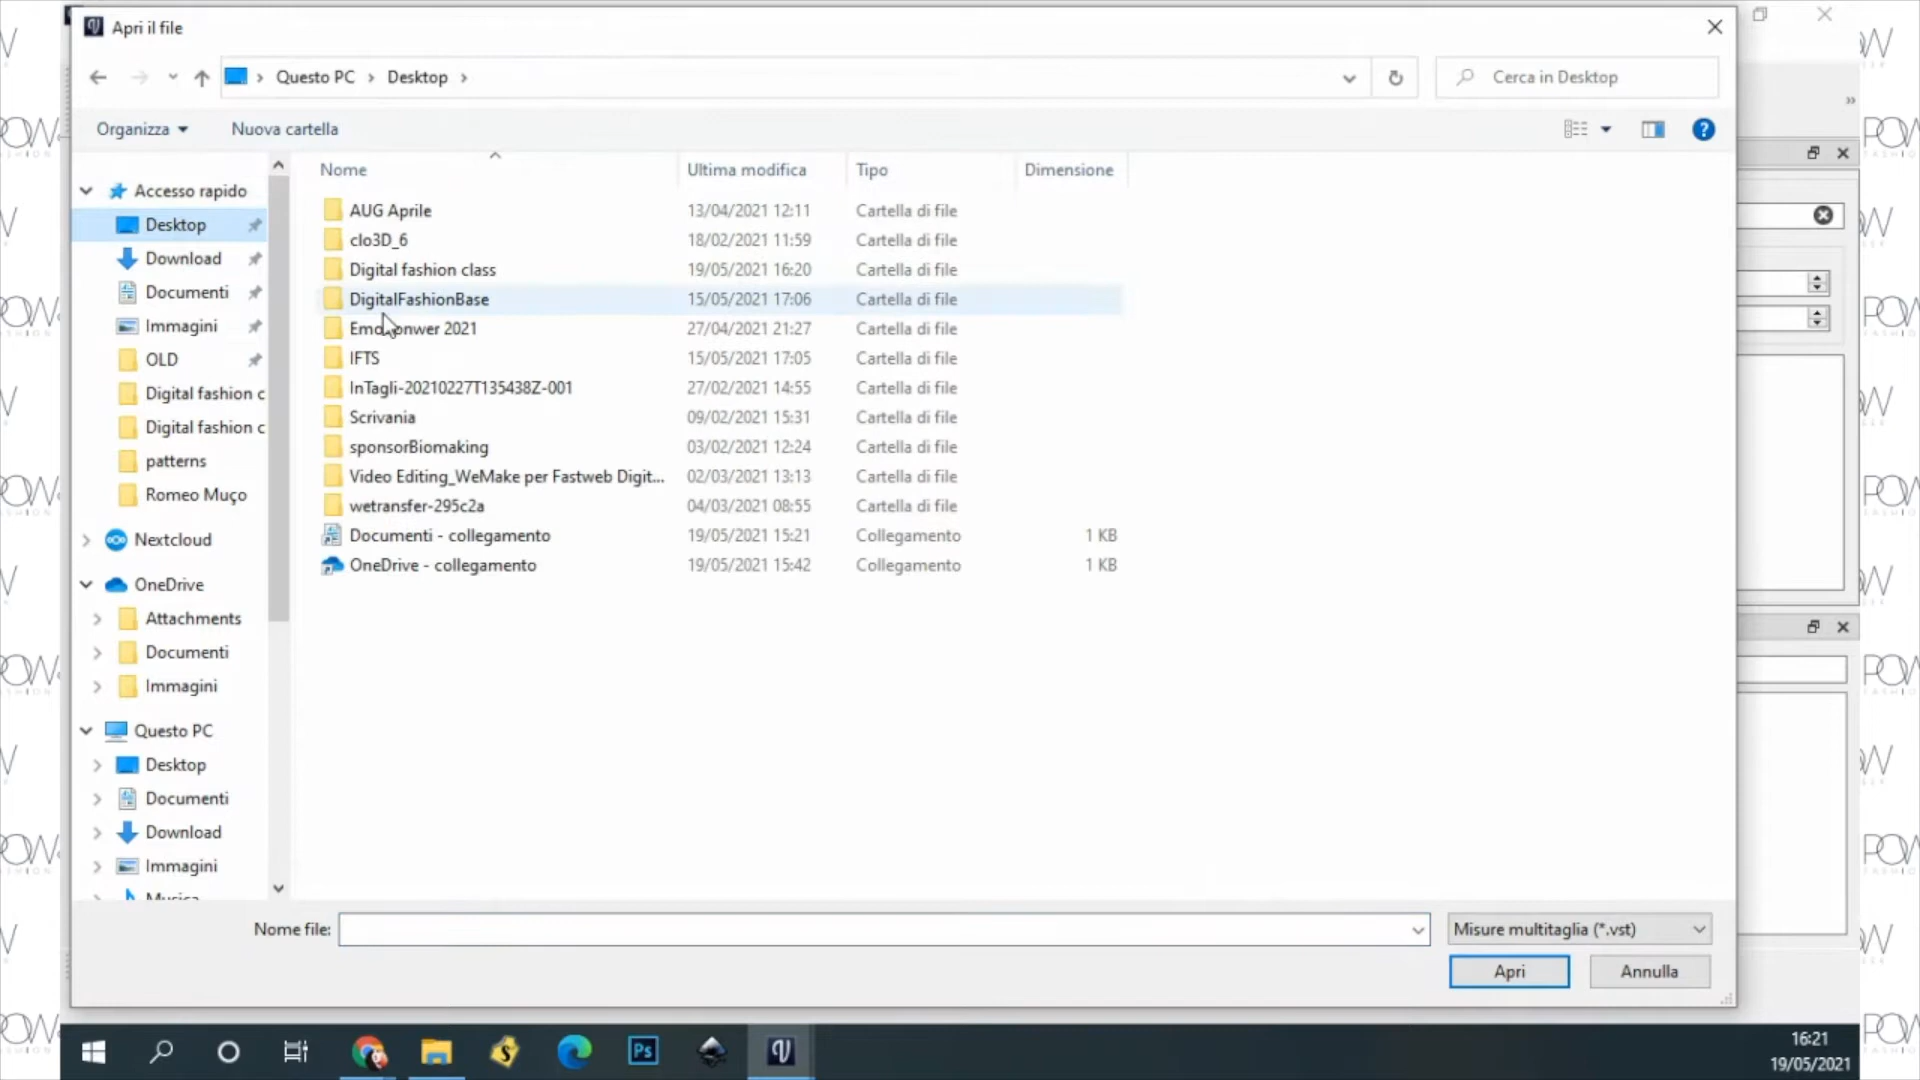 Apri il file
Questo PC > Desktop >
Cerca in Desktop
Organizza
Nuova cartella
Nome Ultima modifica Tipo Dimensione
Accesso rapido
Desktop
Download
Documenti
Immagini
OLD
Digital fashion c
Digital fashion c
patterns
Romeo Muço
Nextcloud
OneDrive
Attachments
Documenti
Immagini
Questo PC
Desktop
Documenti
Download
Immagini
Musica
AUG Aprile 13/04/2021 12:11 Cartella di file
clo3D_6 18/02/2021 11:59 Cartella di file
Digital fashion class 19/05/2021 16:20 Cartella di file
DigitalFashionBase 15/05/2021 17:06 Cartella di file
2021 27/04/2021 21:27 Cartella di file
IFTS 15/05/2021 17:05 Cartella di file
InTagli-20210227T135438Z-001 27/02/2021 14:55 Cartella di file
Scrivania 09/02/2021 15:31 Cartella di file
sponsorBiomaking 03/02/2021 12:24 Cartella di file
Video Editing_WeMake per Fastweb Digit... 02/03/2021 13:13 Cartella di file
wetransfer-295c2a 04/03/2021 08:55 Cartella di file
Documenti - collegamento 19/05/2021 15:21 Collegamento 1 KB
OneDrive - collegamento 19/05/2021 15:42 Collegamento 1 KB
Nome file:
Misure multitaglia (*.vst)
Apri
Annulla
Ps
16:21
19/05/2021